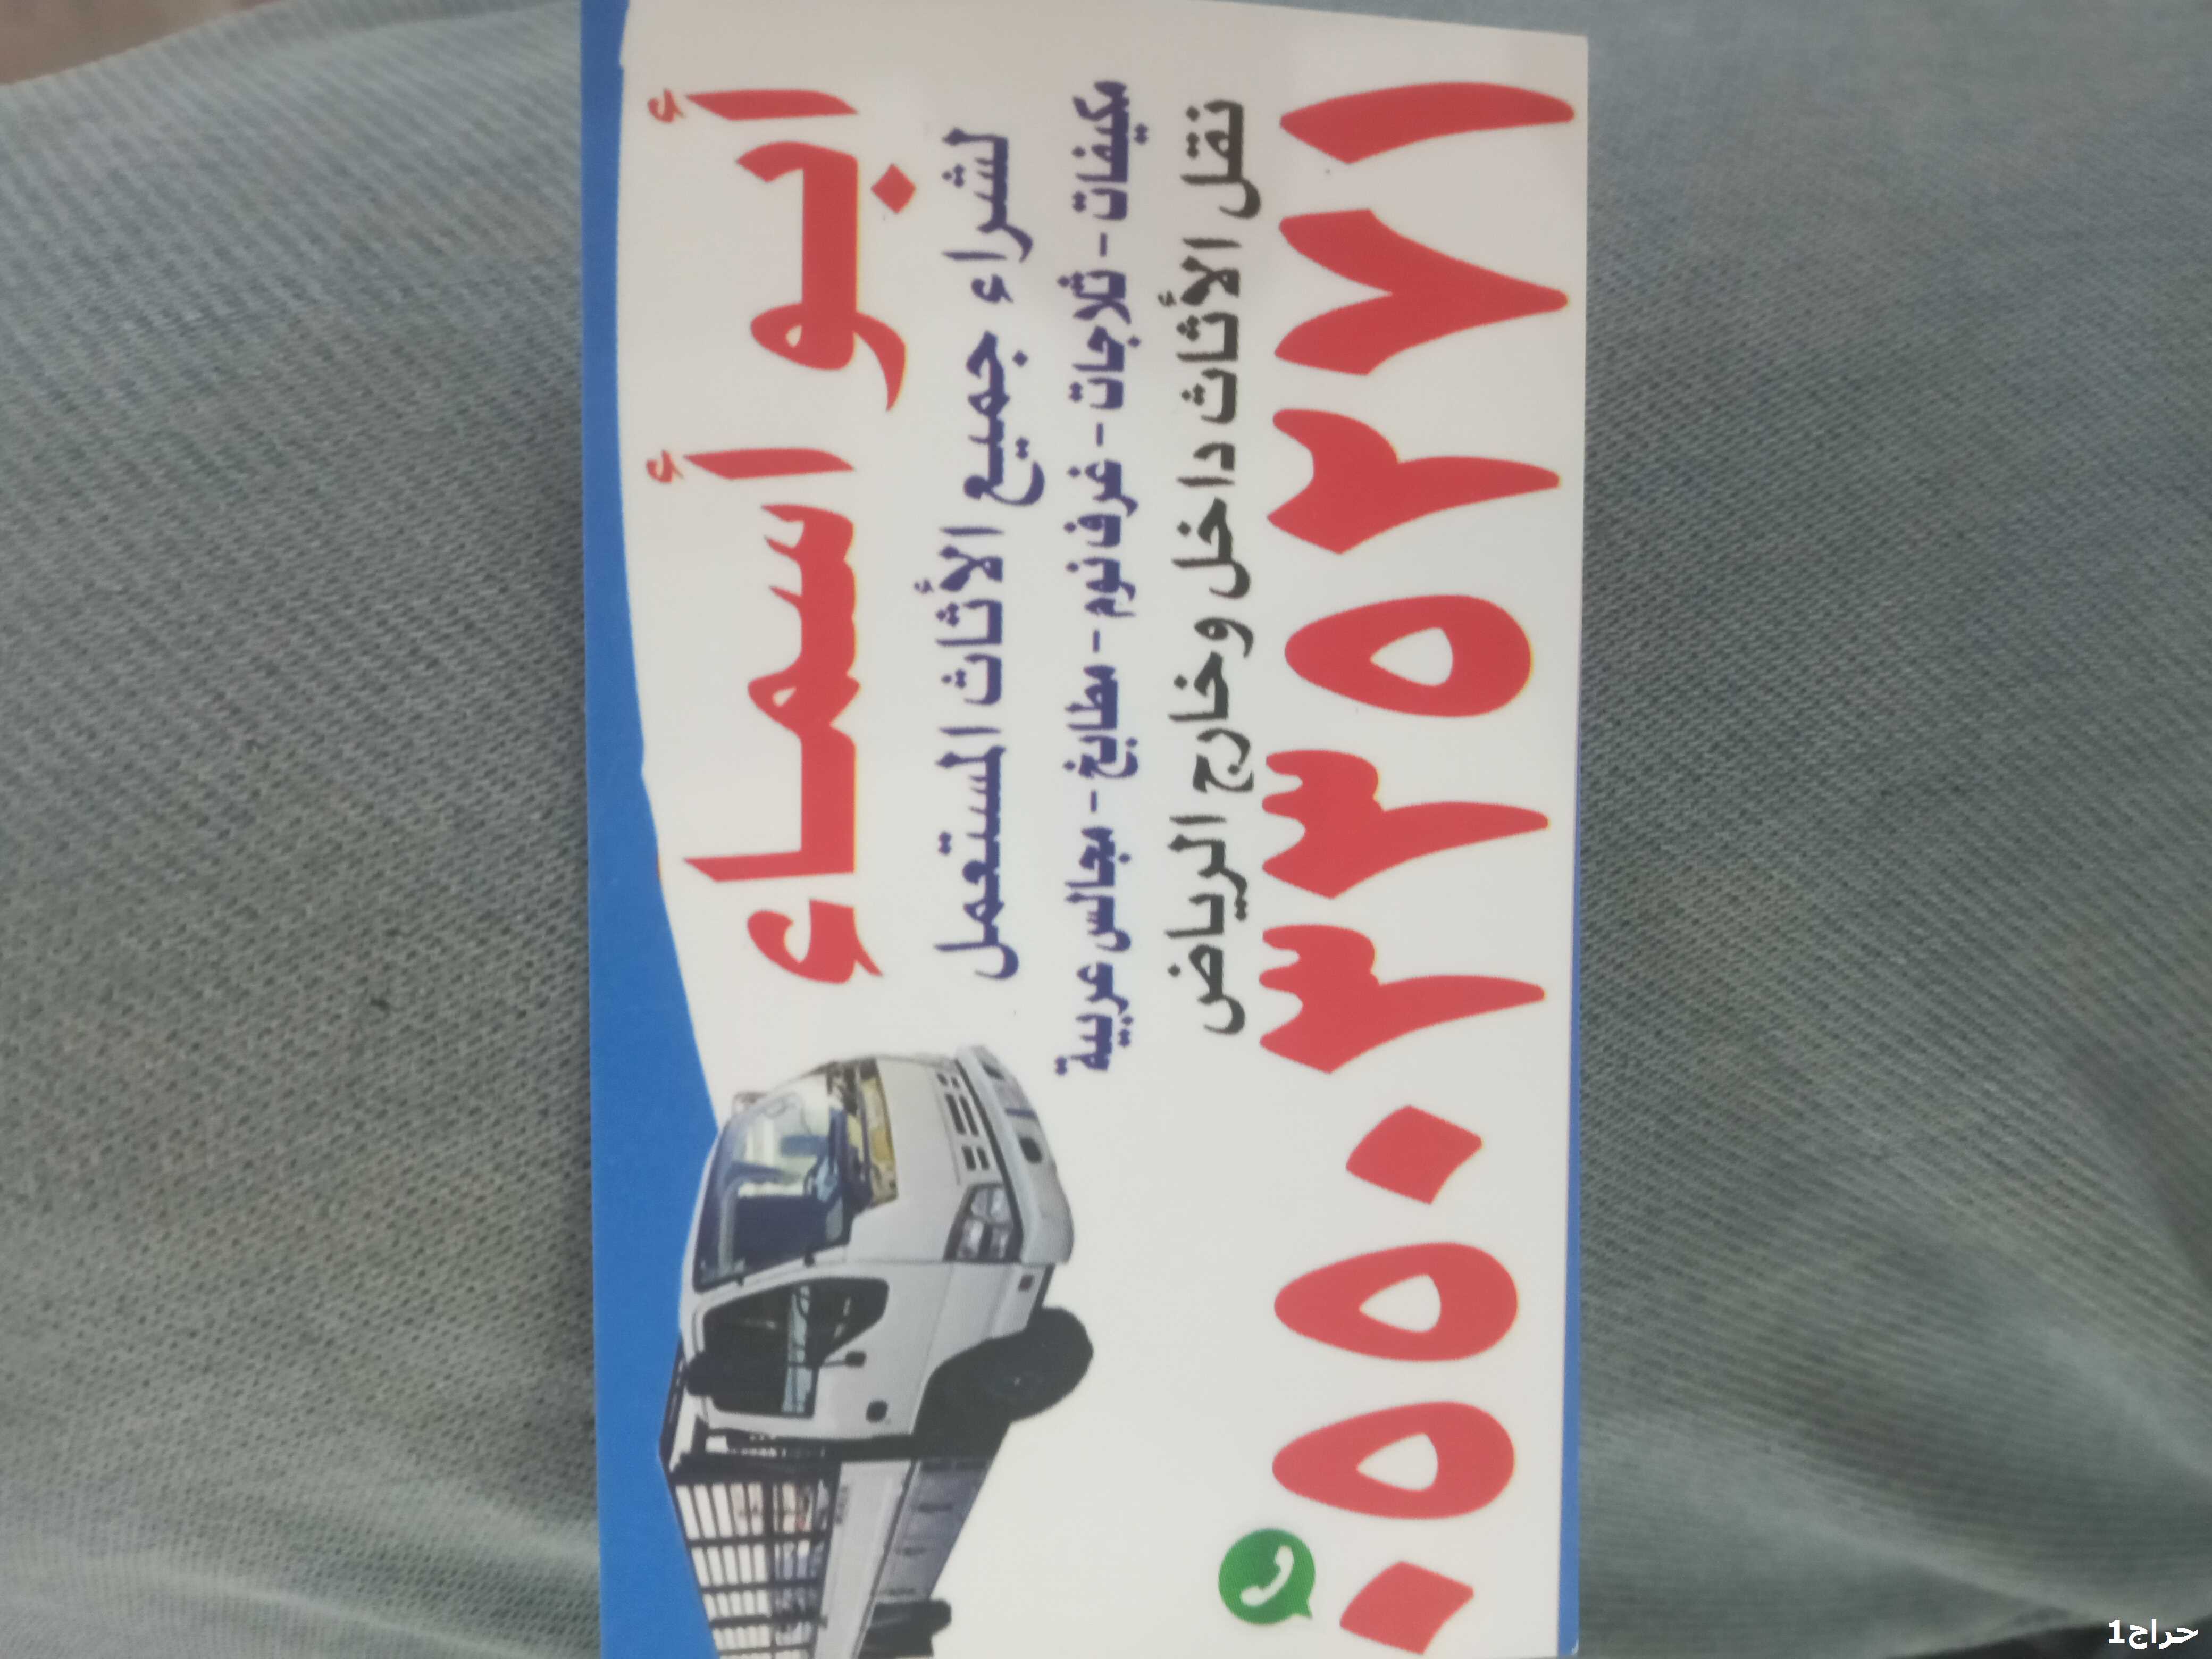 أبو أسماء
لشراء جميع الأثاث المستعمل
مكيفات - ثلاجات - غرف نوم - مطابخ - مجالس عربية
نقل الأثاث داخل وخارج الرياض
٠٥٥٠٣٣٥٢٧١
حراج1